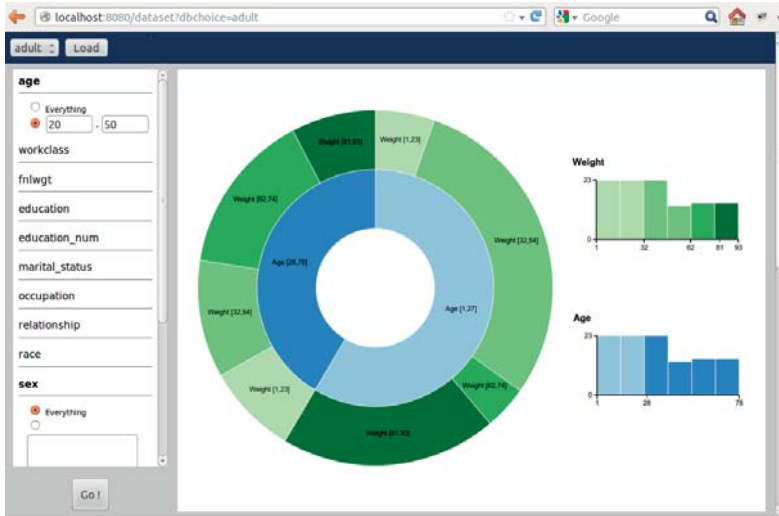 localhost:8080/dataset?dbchoice=adult
Google
adult Load
age
Everything
20 - 50
workclass
fnlwgt
education
education_num
marital_status
occupation
relationship
race
sex
Everything
Go !
Weight [1,23]
Weight [32,54]
Weight [62,74]
Weight [81,93]
Weight [1,23]
Weight [32,54]
Weight [62,74]
Weight [81,93]
Age [1,27]
Age [28,78]
Weight
23
0
1 32 62 81 93
Age
23
0
1 28 78